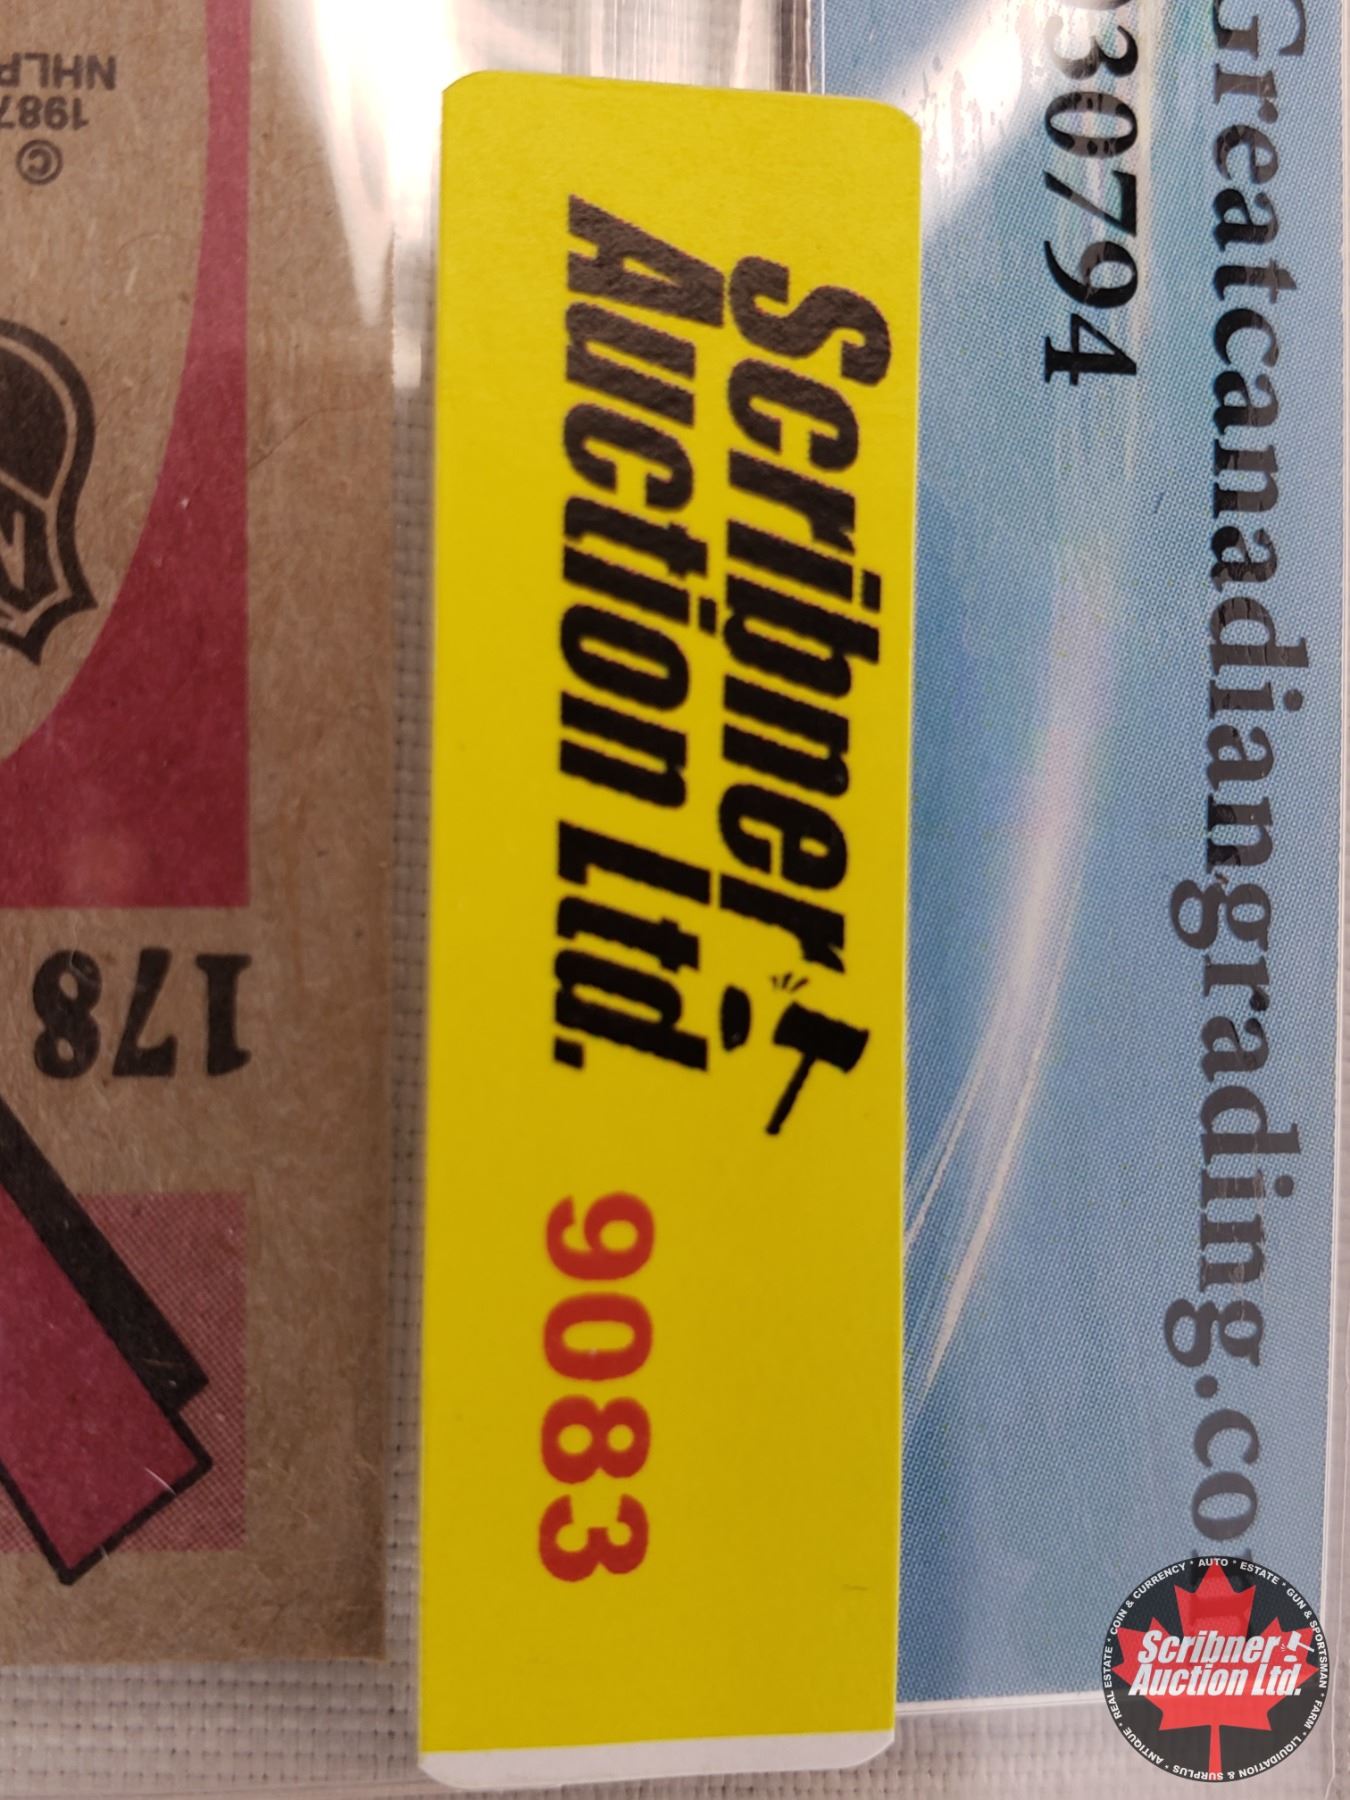 Scribner
Auction Ltd.
9083
Greatcanadiangrading.co
30794
© 1987
178
COIN & CURRENCY * AUTO * ESTATE * GUN & SPORTSMAN * FARM * LIQUIDATION & SURPLUS * ANTIQUE * REAL ESTATE *
Scribner
Auction Ltd.